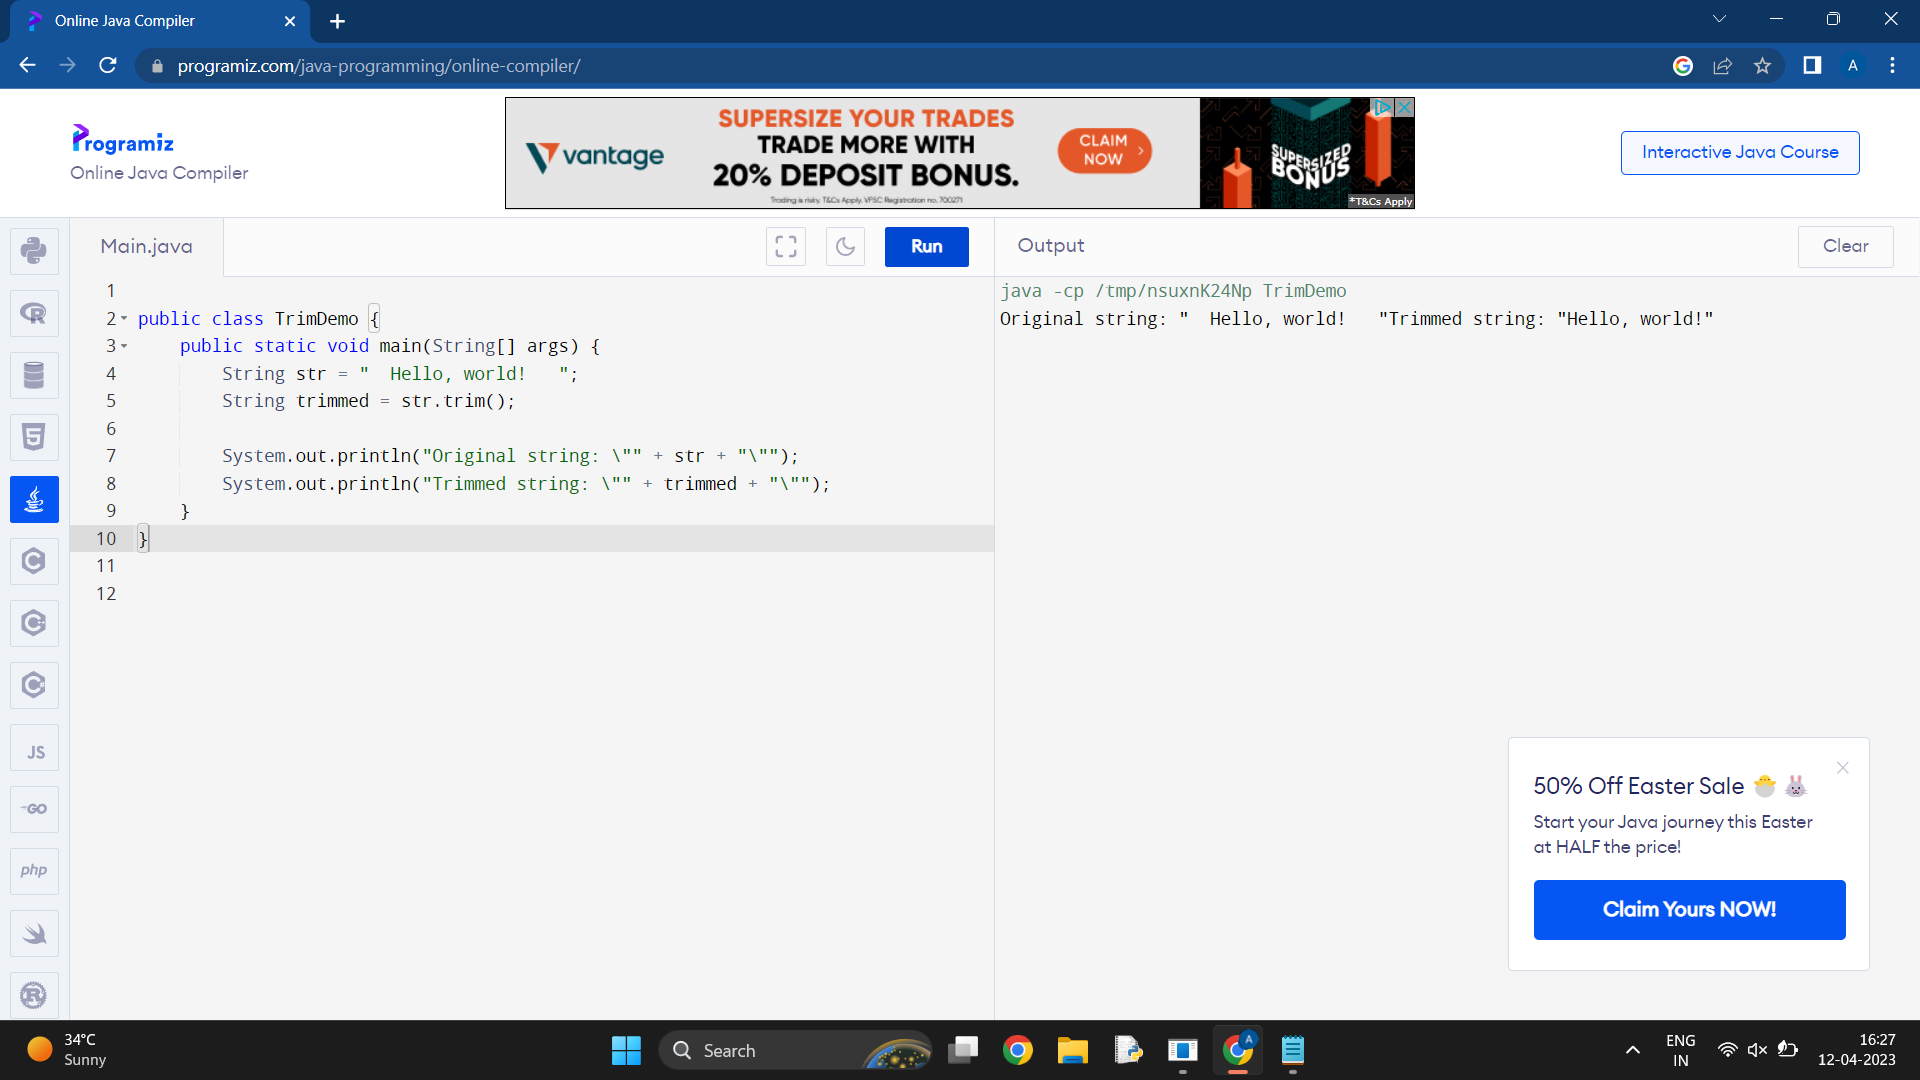 Online Java Compiler
programiz.com/java-programming/online-compiler/
A
Programiz
Online Java Compiler
vantage
SUPERSIZE YOUR TRADES
TRADE MORE WITH
20% DEPOSIT BONUS.
Trading is risky. T&Cs Apply. VFSC Registration no. 700271
CLAIM
NOW
SUPERSIZED
BONUS
*T&Cs Apply
Interactive Java Course
Main.java
Run
Output
Clear
1
2 public class TrimDemo {
3     public static void main(String[] args) {
4         String str = "  Hello, world!   ";
5         String trimmed = str.trim();
6
7         System.out.println("Original string: \"" + str + "\"");
8         System.out.println("Trimmed string: \"" + trimmed + "\"");
9     }
10 }
11
12
java -cp /tmp/nsuxnK24Np TrimDemo
Original string: "  Hello, world!   "Trimmed string: "Hello, world!"
JS
GO
php
50% Off Easter Sale
Start your Java journey this Easter
at HALF the price!
Claim Yours NOW!
34°C
Sunny
Search
A
ENG
IN
16:27
12-04-2023